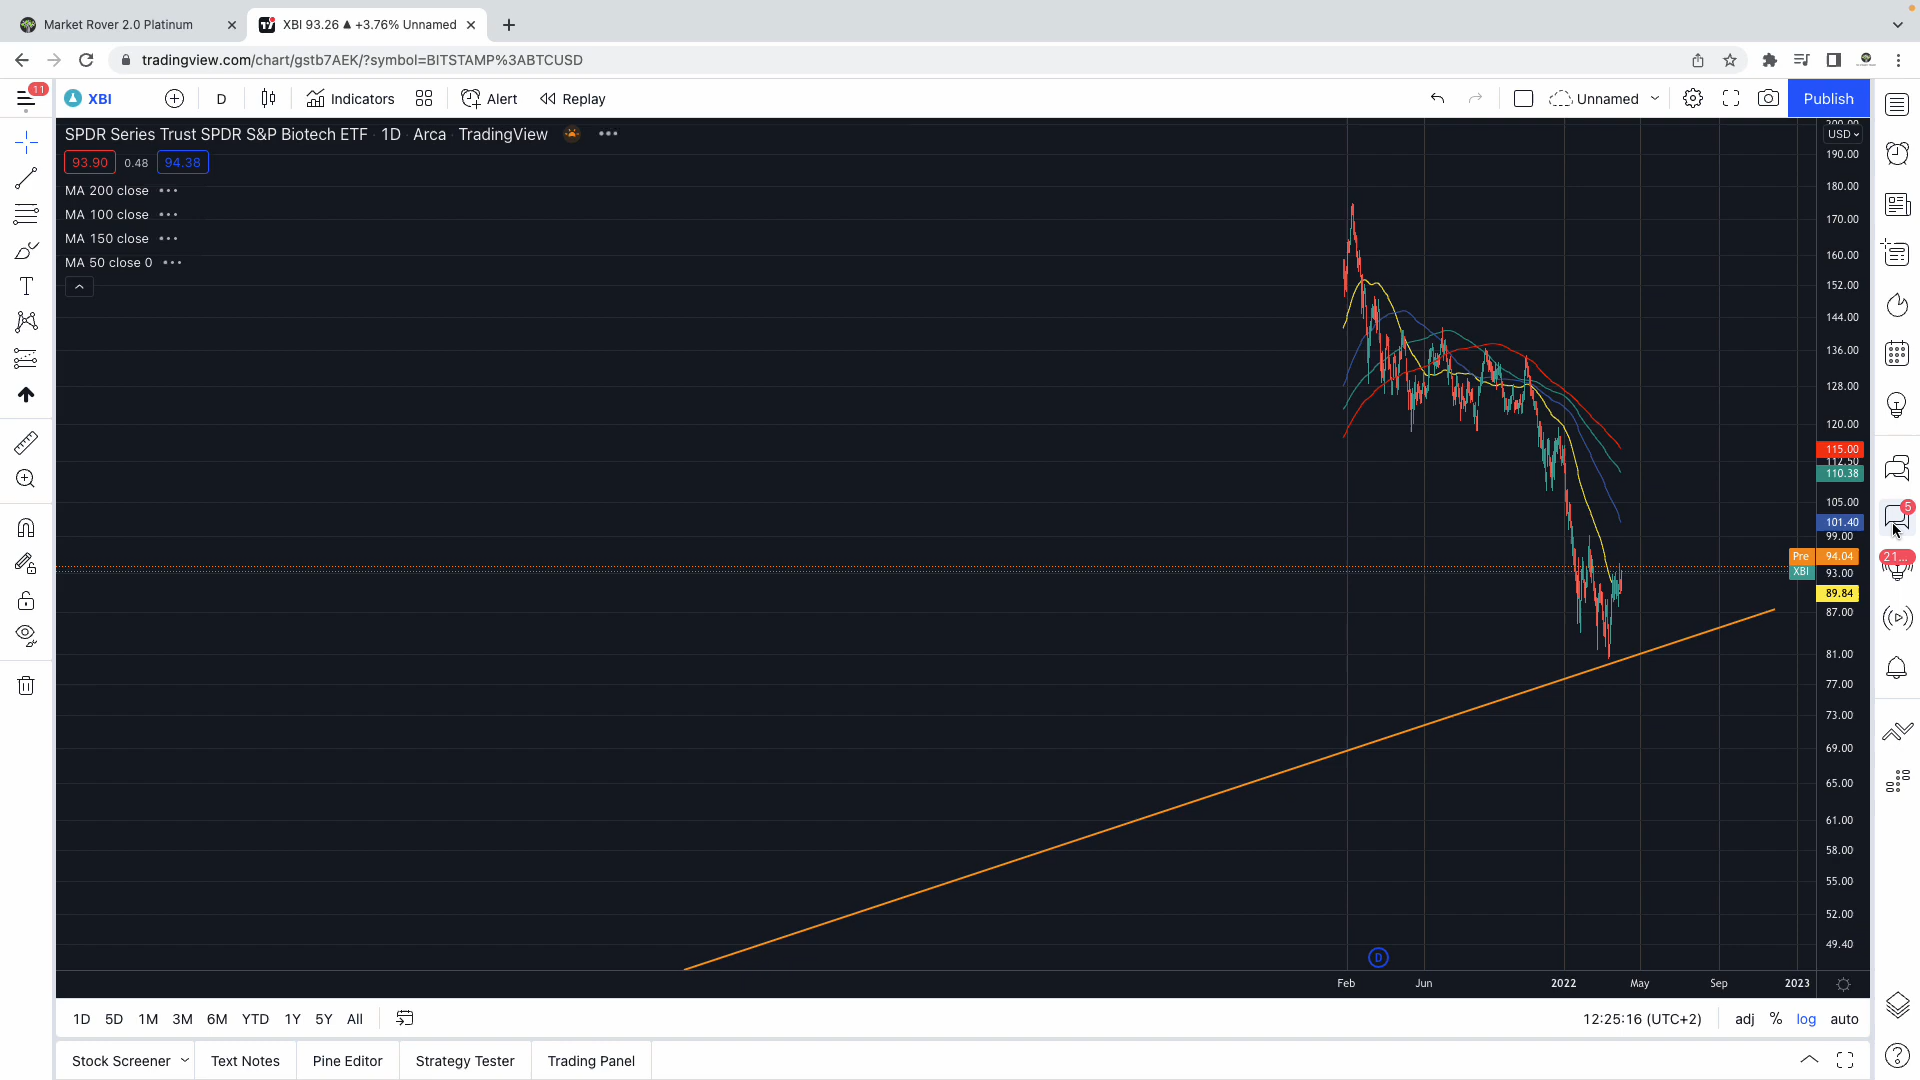 Market Rover 2.0 Platinum
XBI 93.26 ▲ +3.76% Unnamed
tradingview.com/chart/gstb7AEK/?symbol=BITSTAMP%3ABTCUSD
11
XBI
D
Indicators
Alert
Replay
Unnamed
Publish
SPDR Series Trust SPDR S&P Biotech ETF · 1D · Arca · TradingView
93.90 0.48 94.38
MA 200 close
MA 100 close
MA 150 close
MA 50 close 0
USD
190.00
180.00
170.00
160.00
152.00
144.00
136.00
128.00
120.00
115.00
112.50
110.38
105.00
101.40
99.00
Pre 94.04
XBI 93.00
89.84
87.00
81.00
77.00
73.00
69.00
65.00
61.00
58.00
55.00
52.00
49.40
5
21...
D
Feb Jun 2022 May Sep 2023
1D 5D 1M 3M 6M YTD 1Y 5Y All
12:25:16 (UTC+2) adj % log auto
Stock Screener Text Notes Pine Editor Strategy Tester Trading Panel